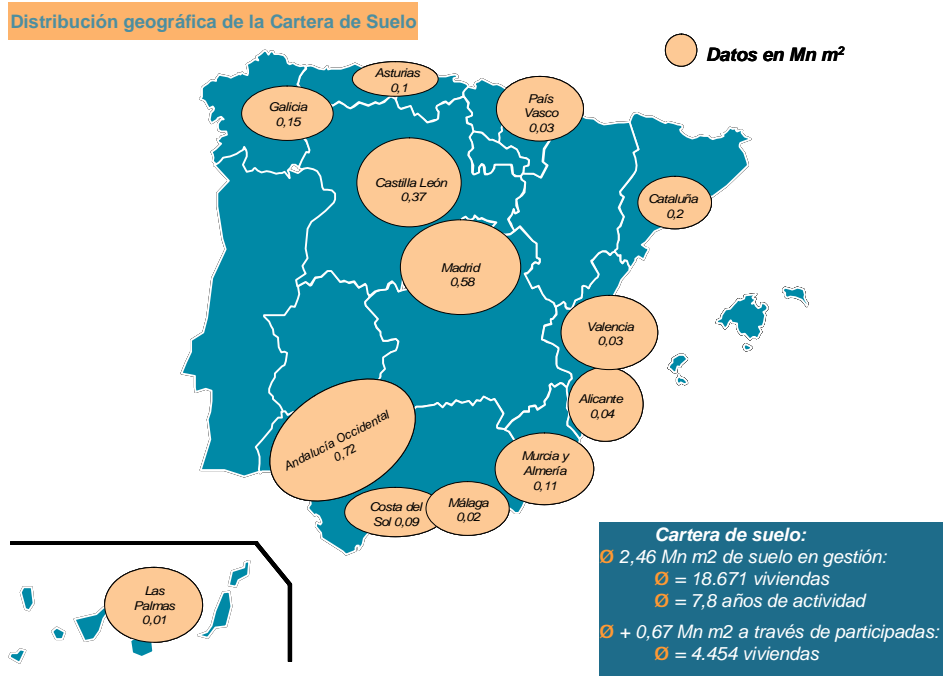 Distribución geográfica de la Cartera de Suelo
Datos en Mn m²
Asturias
0,1
Galicia
0,15
País
Vasco
0,03
Castilla León
0,37
Cataluña
0,2
Madrid
0,58
Valencia
0,03
Alicante
0,04
Andalucía Occidental
0,72
Murcia y
Almería
0,11
Costa del
Sol 0,09
Málaga
0,02
Las
Palmas
0,01
Cartera de suelo:
Ø 2,46 Mn m2 de suelo en gestión:
Ø = 18.671 viviendas
Ø = 7,8 años de actividad
Ø + 0,67 Mn m2 a través de participadas:
Ø = 4.454 viviendas